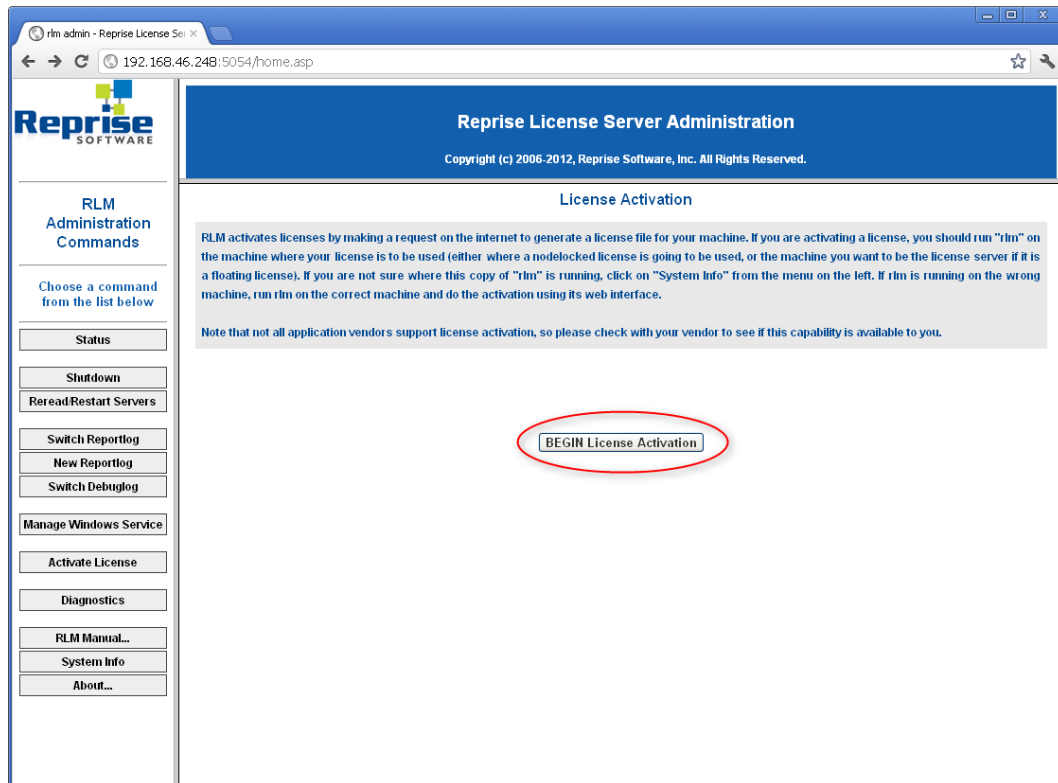 rlm admin - Reprise License Ser
192.168.46.248:5054/home.asp
Reprise
SOFTWARE
RLM
Administration
Commands
Choose a command
from the list below
Status
Shutdown
Reread/Restart Servers
Switch Reportlog
New Reportlog
Switch Debuglog
Manage Windows Service
Activate License
Diagnostics
RLM Manual...
System Info
About...
Reprise License Server Administration
Copyright (c) 2006-2012, Reprise Software, Inc. All Rights Reserved.
License Activation
RLM activates licenses by making a request on the internet to generate a license file for your machine. If you are activating a license, you should run "rlm" on
the machine where your license is to be used (either where a nodelocked license is going to be used, or the machine you want to be the license server if it is
a floating license). If you are not sure where this copy of "rlm" is running, click on "System Info" from the menu on the left. If rlm is running on the wrong
machine, run rlm on the correct machine and do the activation using its web interface.
Note that not all application vendors support license activation, so please check with your vendor to see if this capability is available to you.
BEGIN License Activation